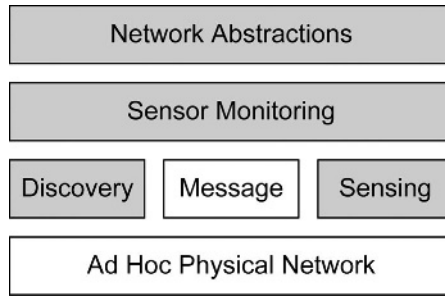 Network Abstractions
Sensor Monitoring
Discovery
Message
Sensing
Ad Hoc Physical Network